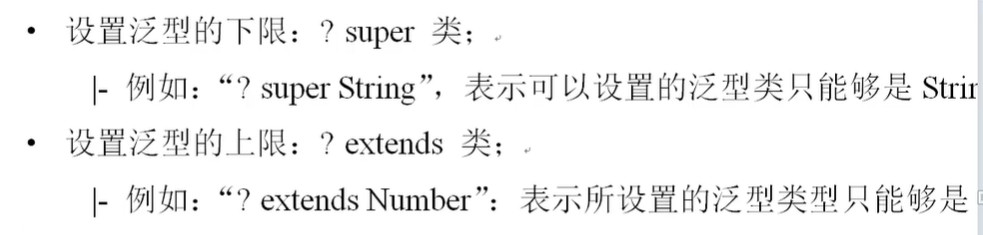 • 设置泛型的下限：? super 类；
|- 例如：“? super String”，表示可以设置的泛型类只能够是
• 设置泛型的上限：? extends 类；
|- 例如：“? extends Number”：表示所设置的泛型类型只能够是